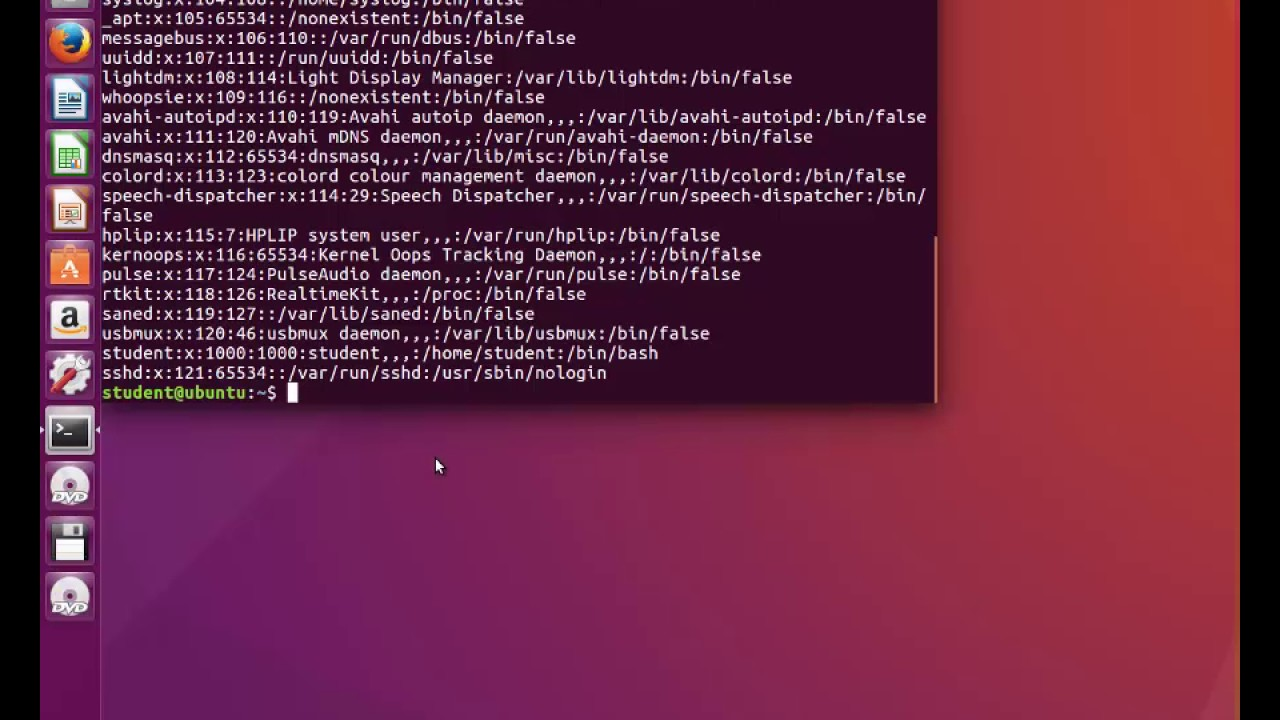 syslog:x:104:108::/home/syslog:/bin/false
_apt:x:105:65534::/nonexistent:/bin/false
messagebus:x:106:110::/var/run/dbus:/bin/false
uuidd:x:107:111::/run/uuidd:/bin/false
lightdm:x:108:114:Light Display Manager:/var/lib/lightdm:/bin/false
whoopsie:x:109:116::/nonexistent:/bin/false
avahi-autoipd:x:110:119:Avahi autoip daemon,,,:/var/lib/avahi-autoipd:/bin/false
avahi:x:111:120:Avahi mDNS daemon,,,:/var/run/avahi-daemon:/bin/false
dnsmasq:x:112:65534:dnsmasq,,,:/var/lib/misc:/bin/false
colord:x:113:123:colord colour management daemon,,,:/var/lib/colord:/bin/false
speech-dispatcher:x:114:29:Speech Dispatcher,,,:/var/run/speech-dispatcher:/bin/
false
hplip:x:115:7:HPLIP system user,,,:/var/run/hplip:/bin/false
kernoops:x:116:65534:Kernel Oops Tracking Daemon,,,:/:/bin/false
pulse:x:117:124:PulseAudio daemon,,,:/var/run/pulse:/bin/false
rtkit:x:118:126:RealtimeKit,,,:/proc:/bin/false
saned:x:119:127::/var/lib/saned:/bin/false
usbmux:x:120:46:usbmux daemon,,,:/var/lib/usbmux:/bin/false
student:x:1000:1000:student,,,:/home/student:/bin/bash
sshd:x:121:65534::/var/run/sshd:/usr/sbin/nologin
student@ubuntu:~$
a
>_
DVD
DVD